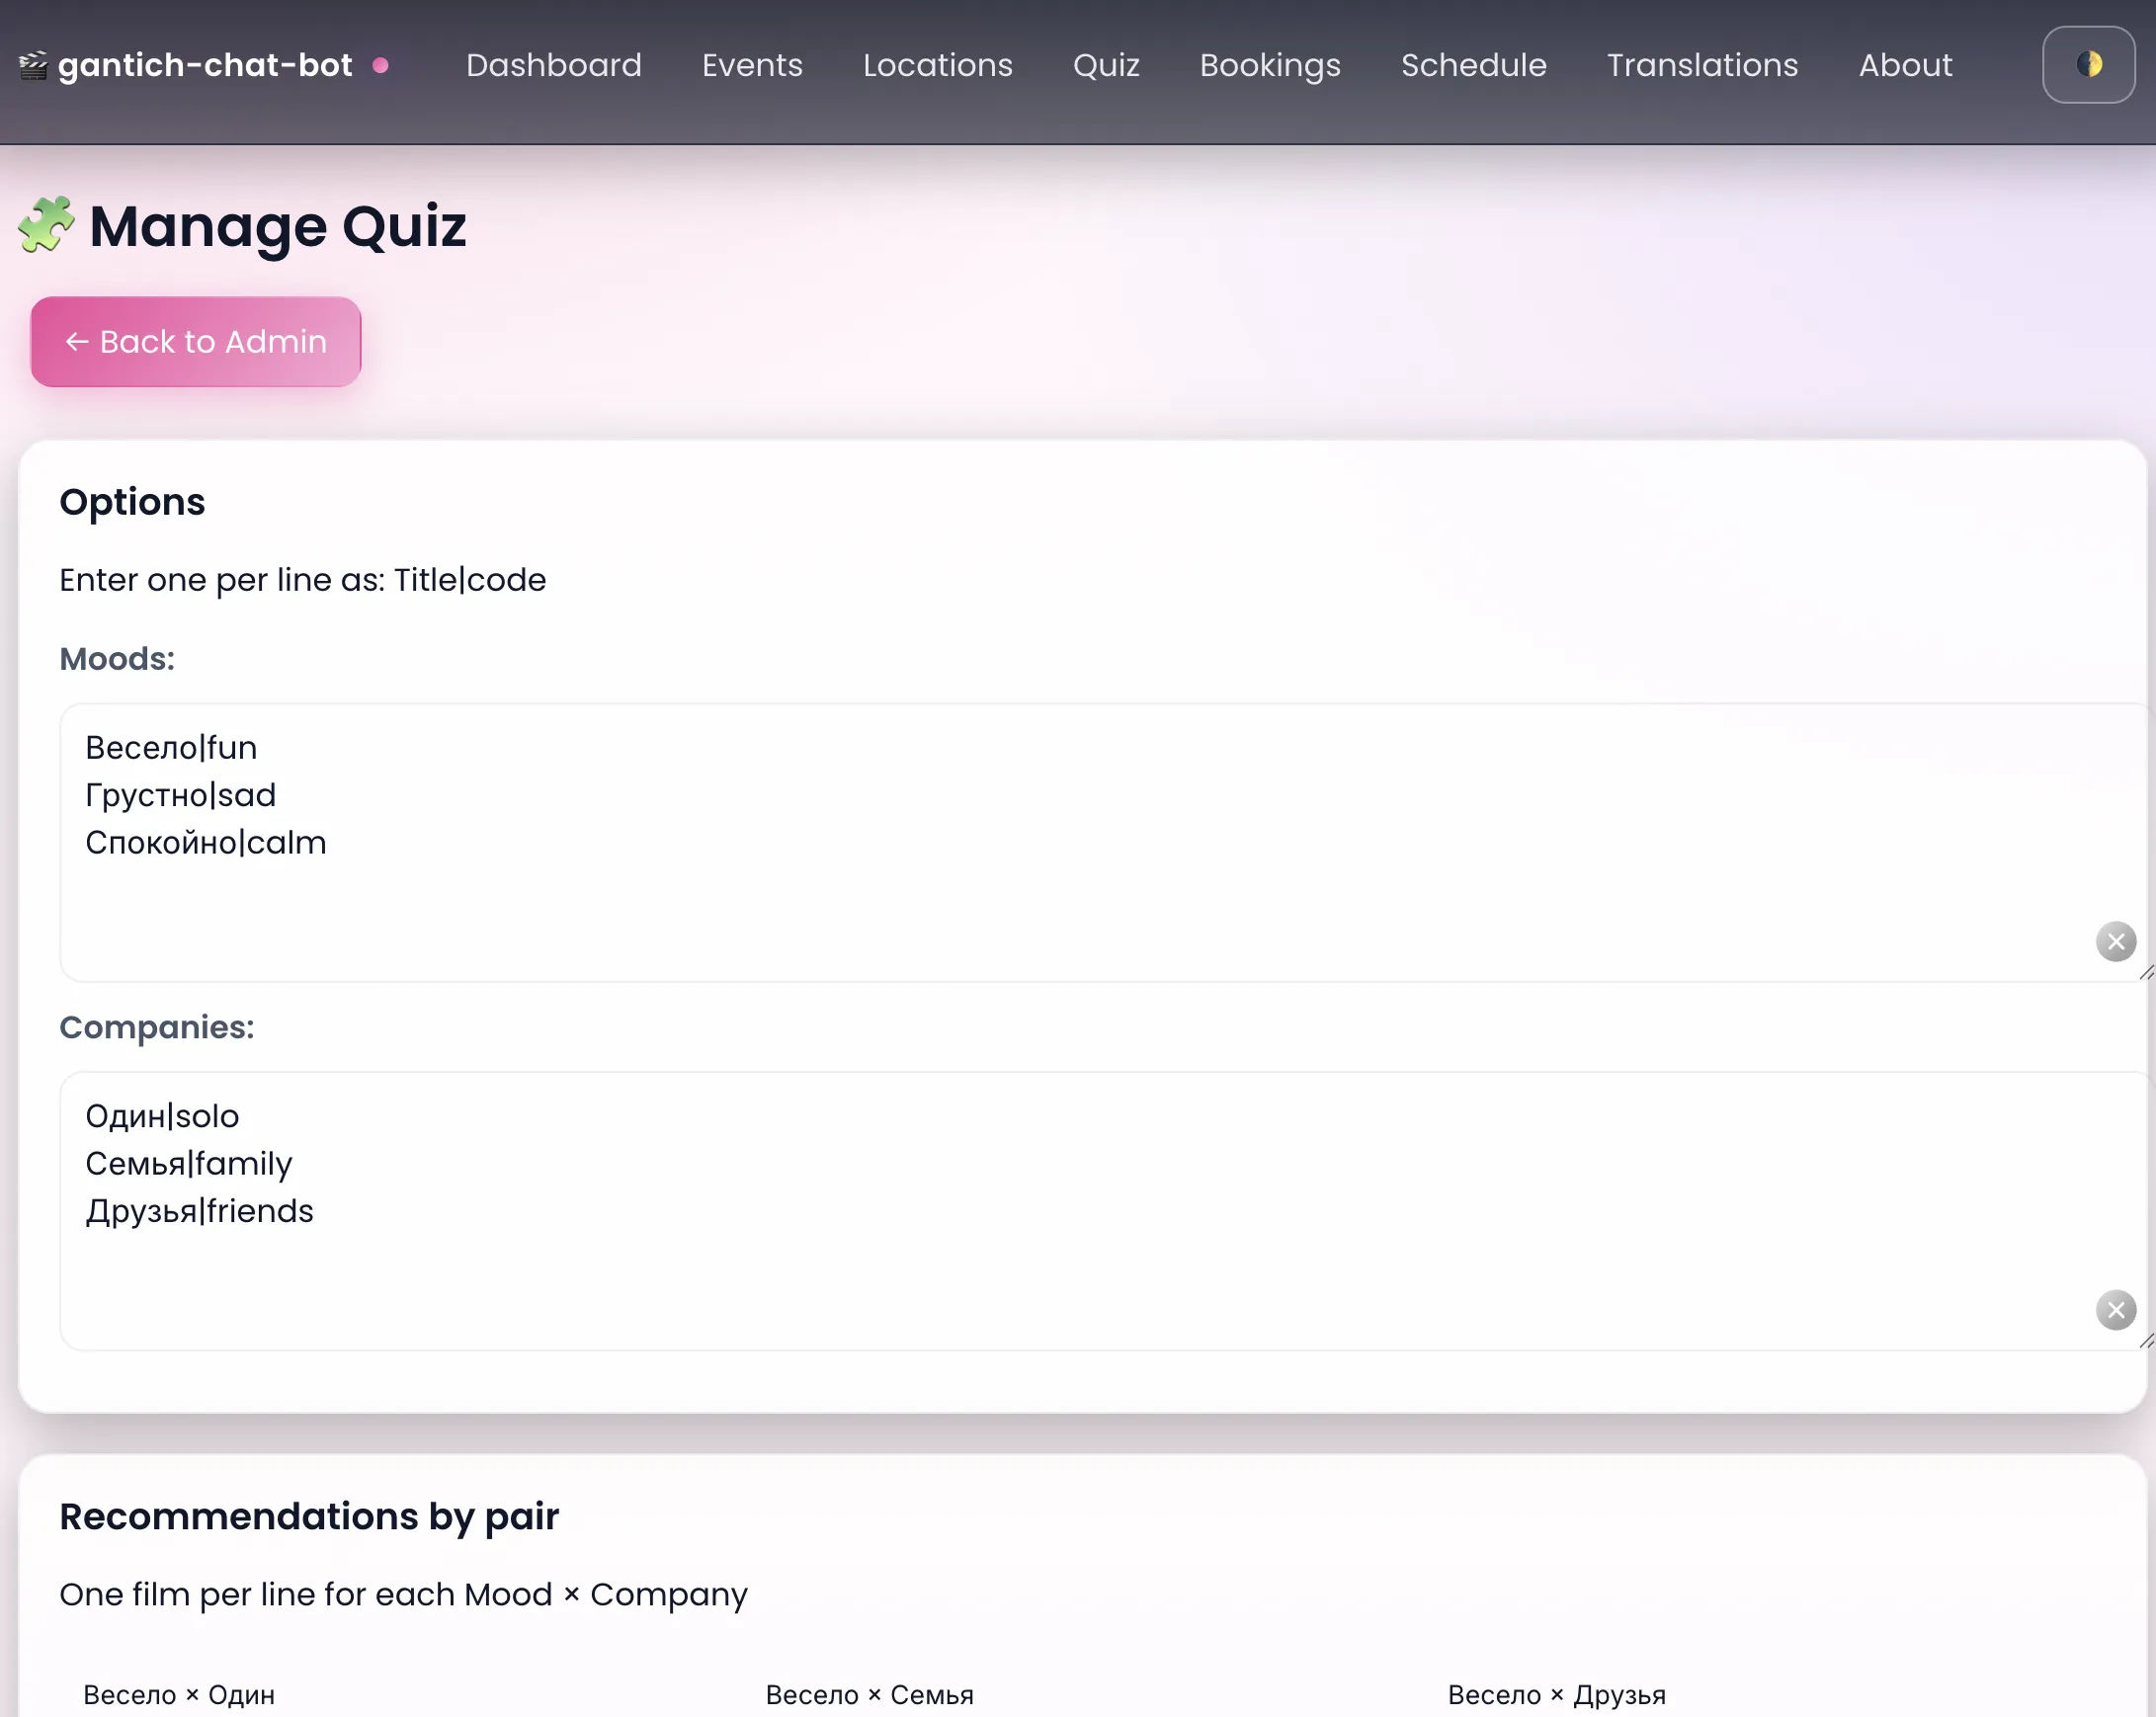 gantich-chat-bot
Dashboard
Events
Locations
Quiz
Bookings
Schedule
Translations
About
Manage Quiz
← Back to Admin
Options
Enter one per line as: Title|code
Moods:
Весело|fun
Грустно|sad
Спокойно|calm
Companies:
Один|solo
Семья|family
Друзья|friends
Recommendations by pair
One film per line for each Mood × Company
Весело × Один
Весело × Семья
Весело × Друзья